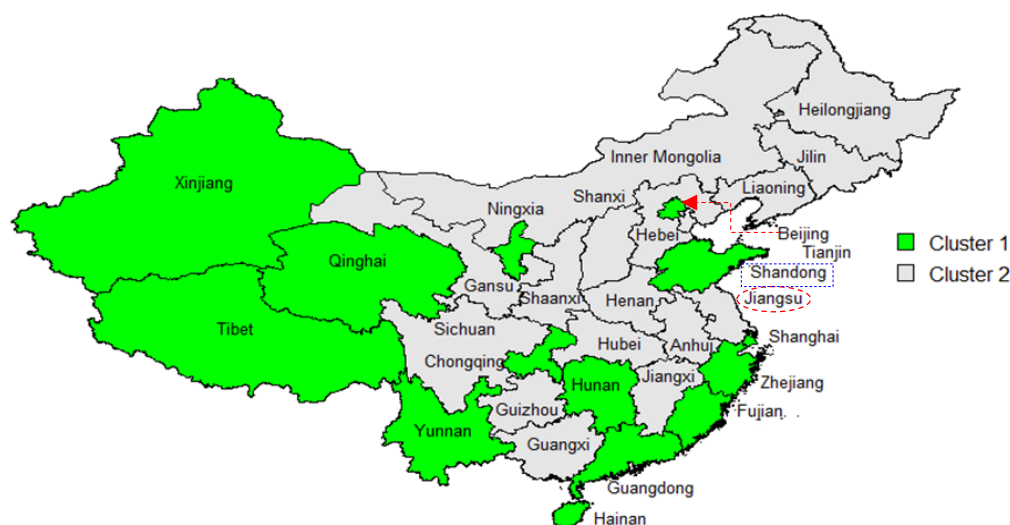 Heilongjiang
Jilin
Inner Mongolia
Liaoning
Xinjiang
Shanxi
Ningxia
Hebei
Beijing
Tianjin
Cluster 1
Cluster 2
Qinghai
Shandong
Gansu
Shaanxi
Henan
Jiangsu
Tibet
Sichuan
Hubei
Anhui
Shanghai
Chongqing
Hunan
Jiangxi
Zhejiang
Guizhou
Fujian
Yunnan
Guangxi
Guangdong
Hainan